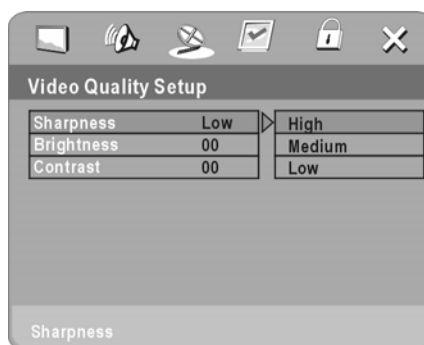 Video Quality Setup
Sharpness Low High
Brightness 00 Medium
Contrast 00 Low
Sharpness